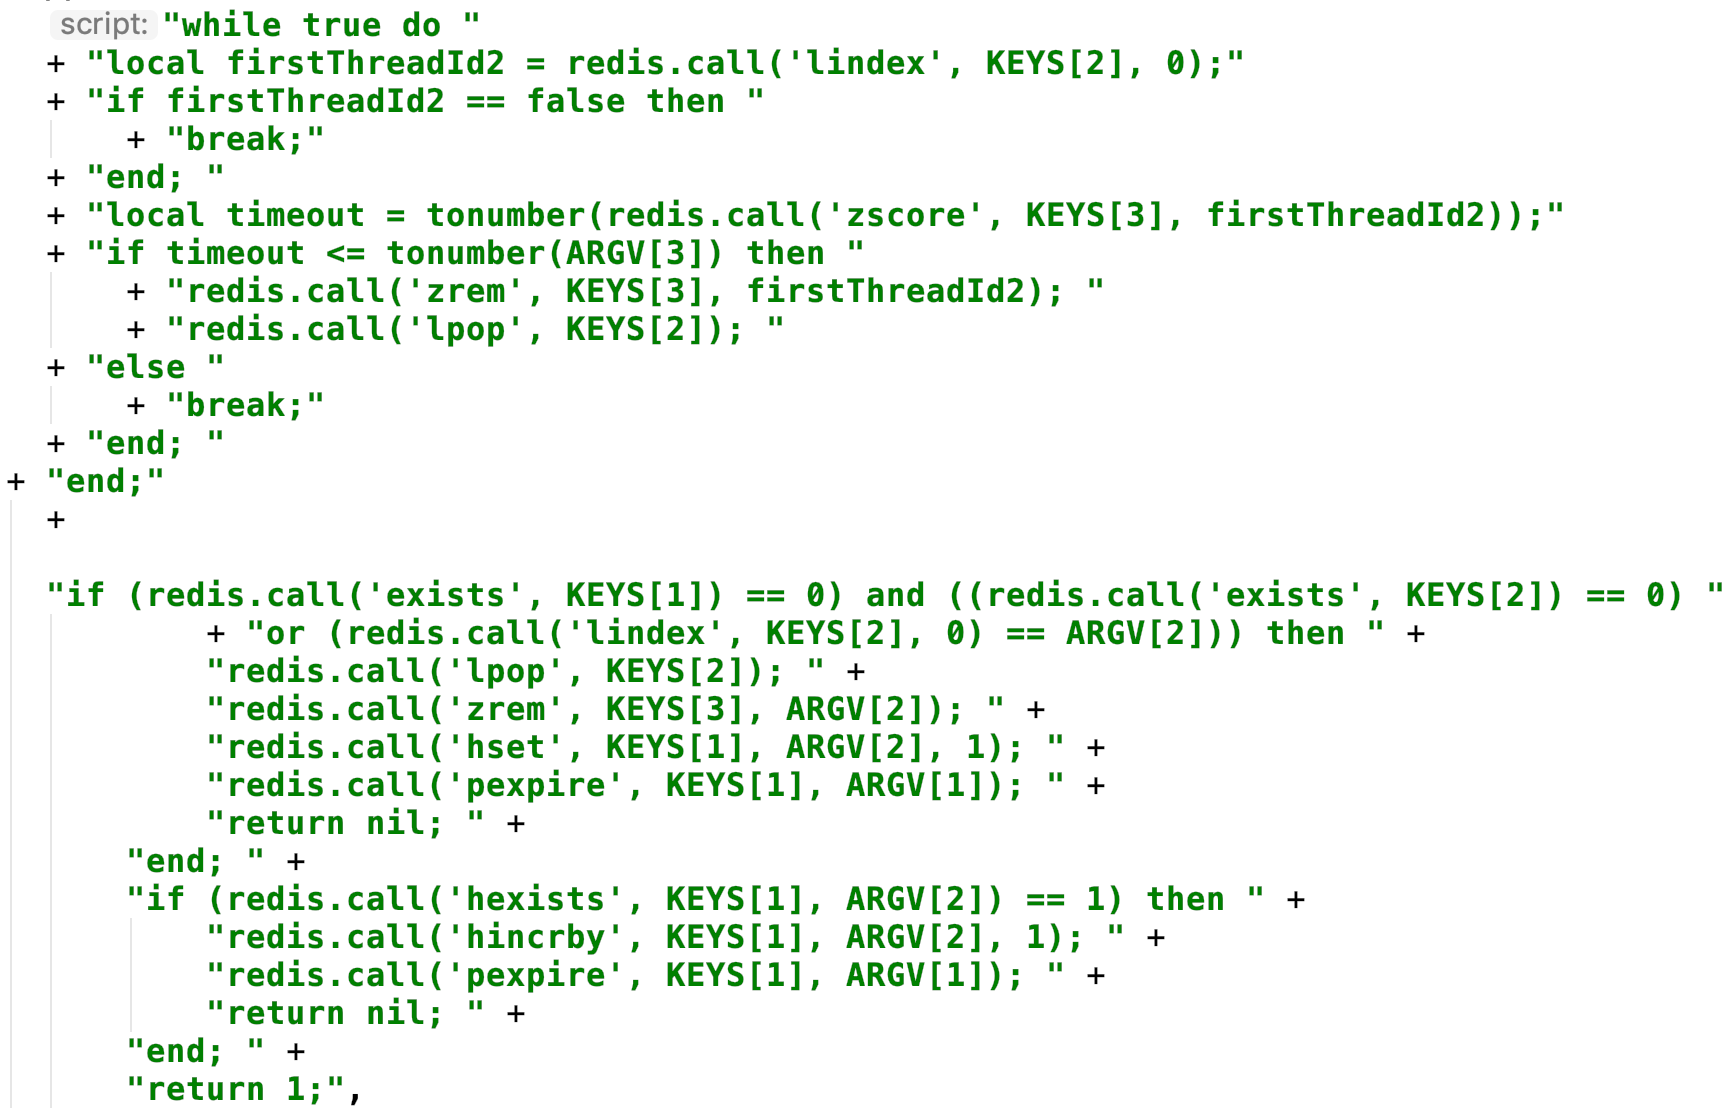 script: "while true do "
+ "local firstThreadId2 = redis.call('lindex', KEYS[2], 0);"
+ "if firstThreadId2 == false then "
+ "break;"
+ "end; "
+ "local timeout = tonumber(redis.call('zscore', KEYS[3], firstThreadId2));"
+ "if timeout <= tonumber(ARGV[3]) then "
+ "redis.call('zrem', KEYS[3], firstThreadId2); "
+ "redis.call('lpop', KEYS[2]); "
+ "else "
+ "break;"
+ "end; "
+ "end;"
+
"if (redis.call('exists', KEYS[1]) == 0) and ((redis.call('exists', KEYS[2]) == 0) "
+ "or (redis.call('lindex', KEYS[2], 0) == ARGV[2])) then " +
"redis.call('lpop', KEYS[2]); " +
"redis.call('zrem', KEYS[3], ARGV[2]); " +
"redis.call('hset', KEYS[1], ARGV[2], 1); " +
"redis.call('pexpire', KEYS[1], ARGV[1]); " +
"return nil; " +
"end; " +
"if (redis.call('hexists', KEYS[1], ARGV[2]) == 1) then " +
"redis.call('hincrby', KEYS[1], ARGV[2], 1); " +
"redis.call('pexpire', KEYS[1], ARGV[1]); " +
"return nil; " +
"end; " +
"return 1;",